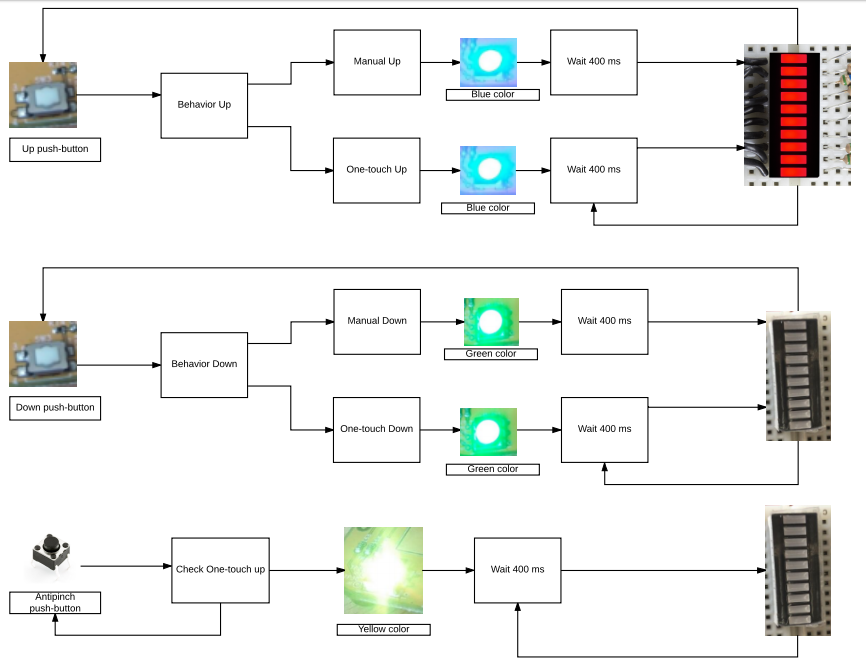 Manual Up
Wait 400 ms
Blue color
Behavior Up
Up push-button
One-touch Up
Wait 400 ms
Blue color
Manual Down
Wait 400 ms
Green color
Behavior Down
Down push-button
One-touch Down
Wait 400 ms
Green color
Check One-touch up
Wait 400 ms
Antipinch
push-button
Yellow color